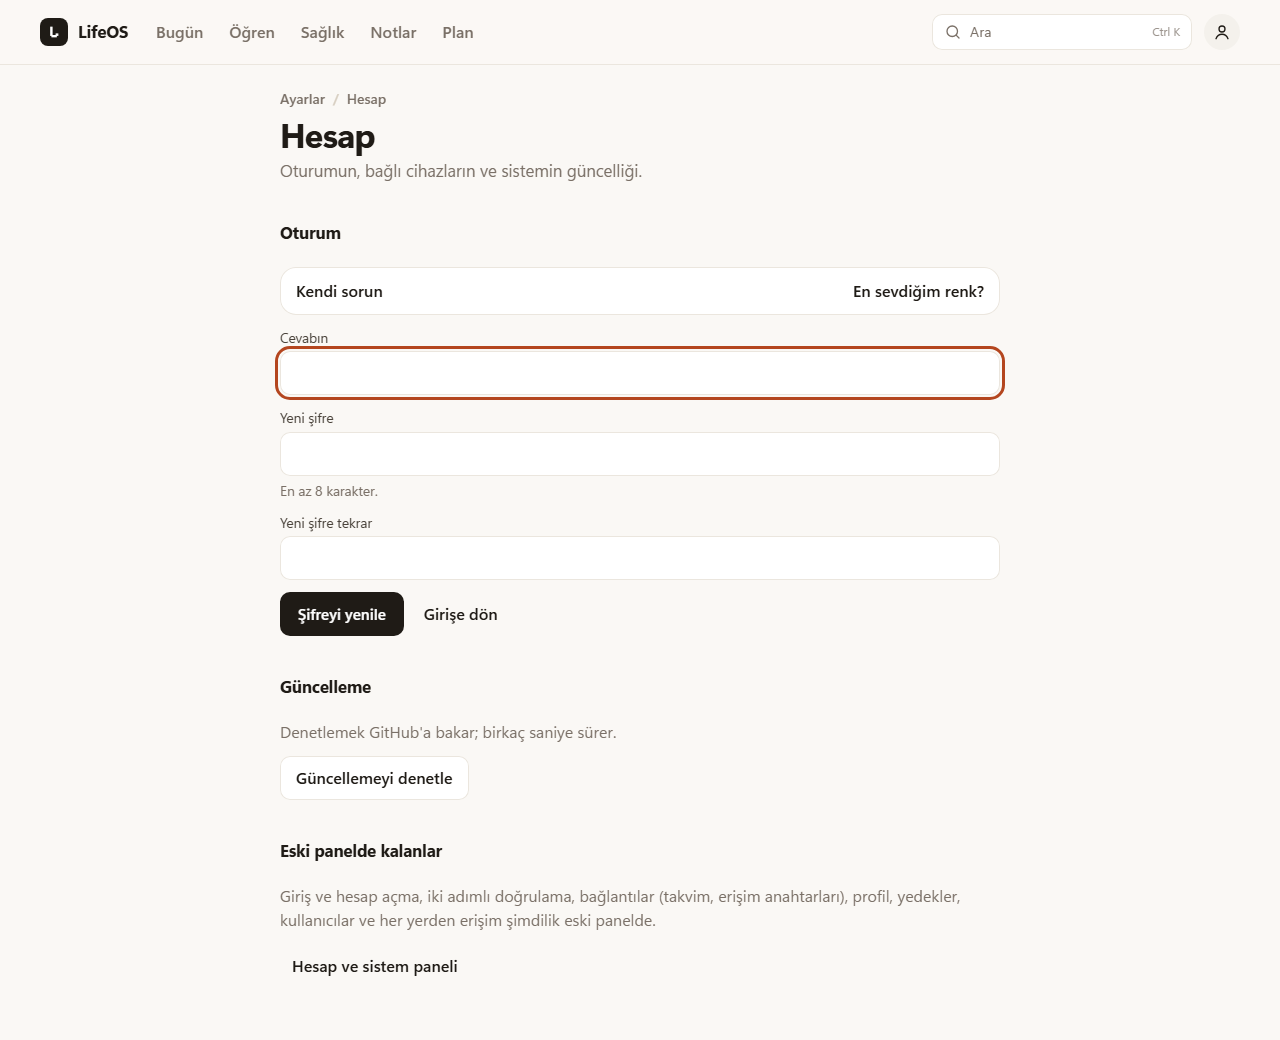 LifeOS
Bugün
Öğren
Sağlık
Notlar
Plan
Ara
Ctrl K
Ayarlar / Hesap
Hesap
Oturumun, bağlı cihazların ve sistemin güncelliği.
Oturum
Kendi sorun
En sevdiğim renk?
Cevabın
Yeni şifre
En az 8 karakter.
Yeni şifre tekrar
Şifreyi yenile
Girişe dön
Güncelleme
Denetlemek GitHub'a bakar; birkaç saniye sürer.
Güncellemeyi denetle
Eski panelde kalanlar
Giriş ve hesap açma, iki adımlı doğrulama, bağlantılar (takvim, erişim anahtarları), profil, yedekler,
kullanıcılar ve her yerden erişim şimdilik eski panelde.
Hesap ve sistem paneli